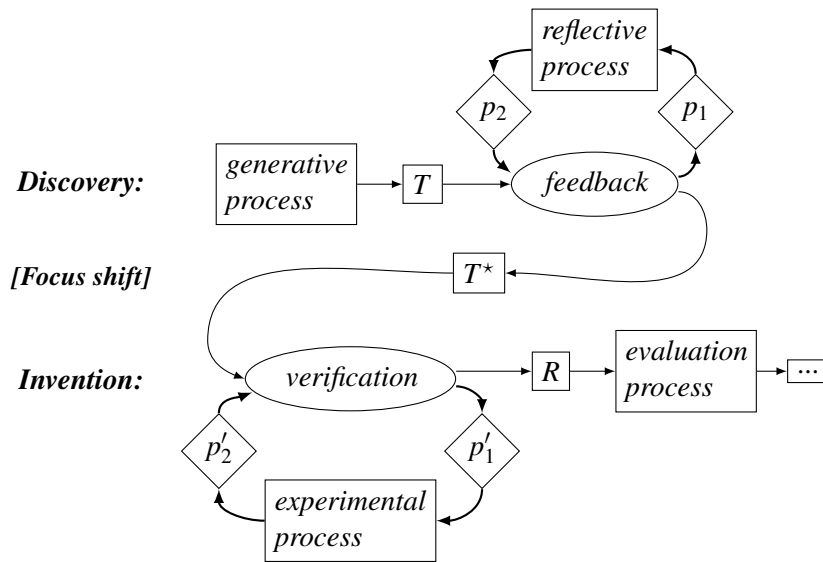 reflective
process
p₂
p₁
Discovery:
generative
process
T
feedback
[Focus shift]
T⋆
Invention:
verification
R
evaluation
process
...
p′₂
p′₁
experimental
process